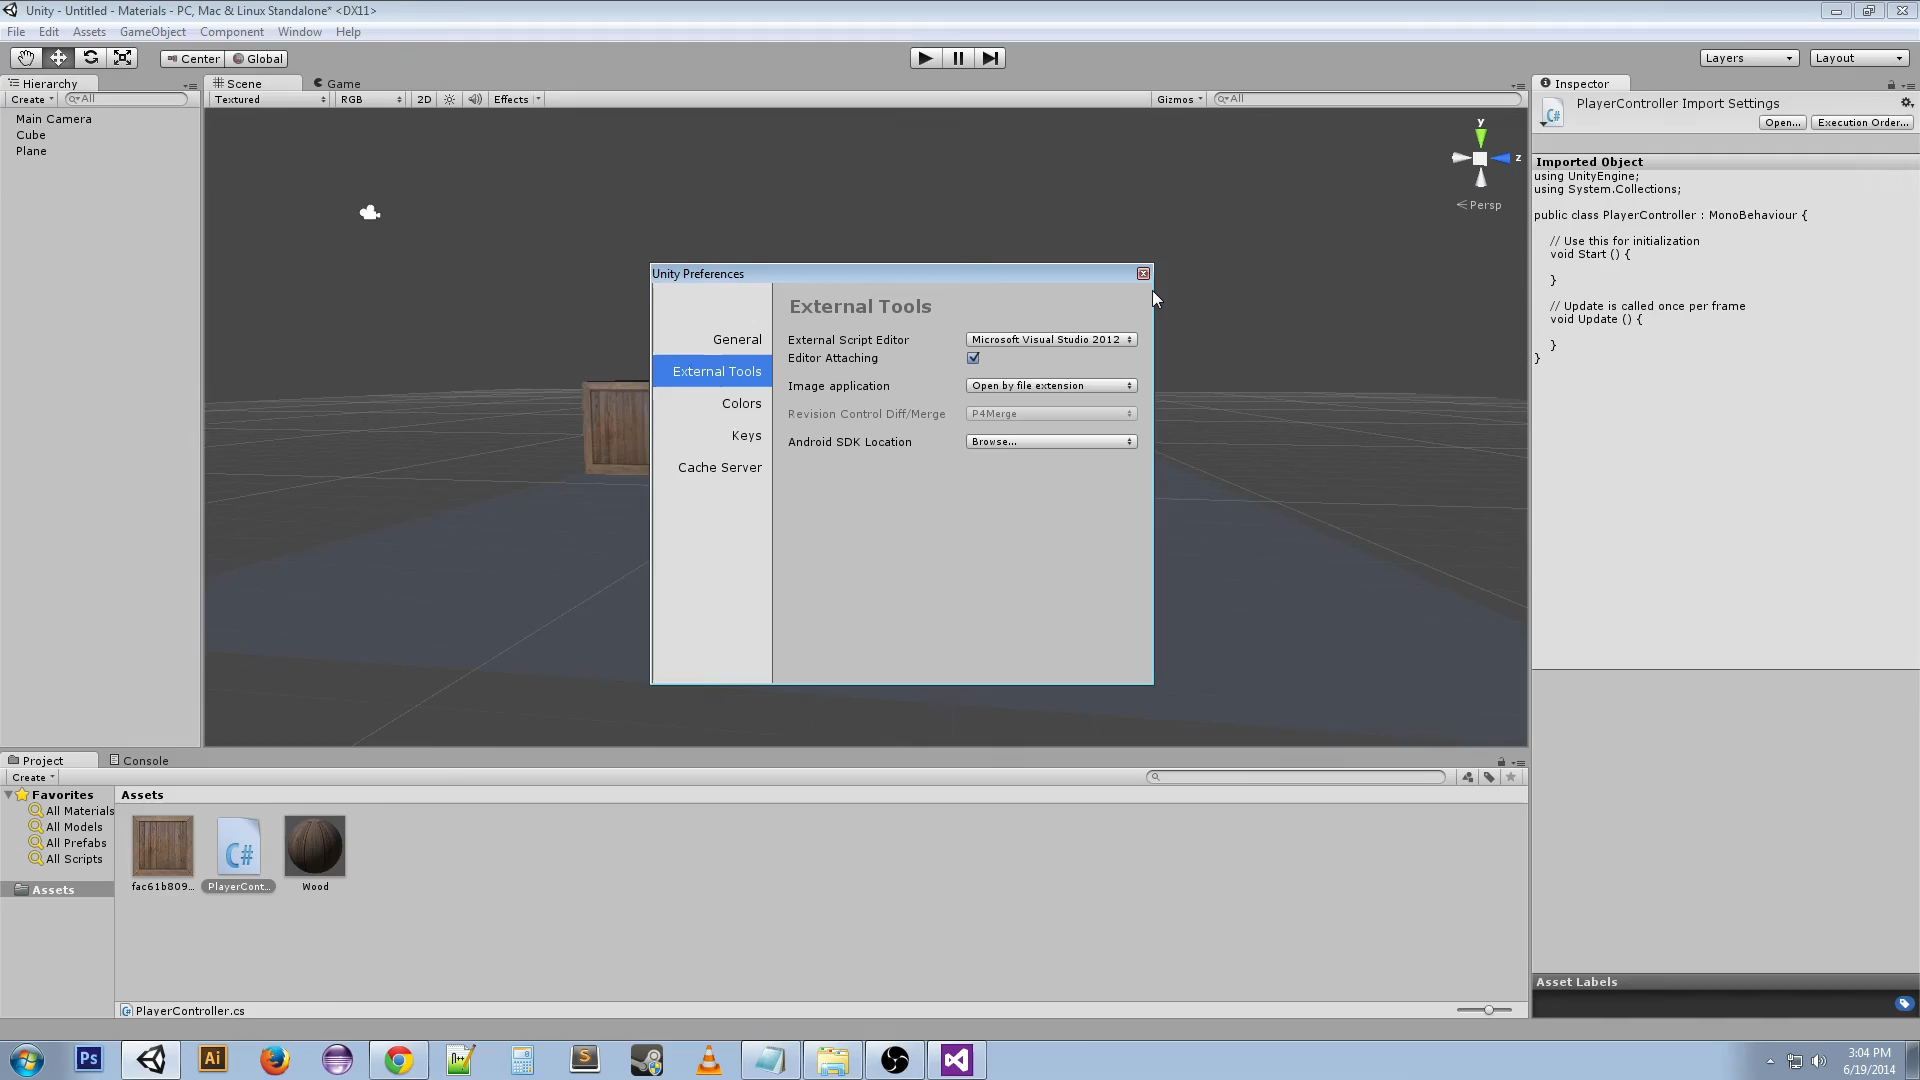 Unity - Untitled - Materials - PC, Mac & Linux Standalone* <DX11>
File Edit Assets GameObject Component Window Help
Center Global
Layers
Layout
Hierarchy
Create
All
Main Camera
Cube
Plane
Scene
Game
Textured
RGB
2D
Effects
Gizmos
All
y
z
Persp
Unity Preferences
General
External Tools
Colors
Keys
Cache Server
External Tools
External Script Editor
Microsoft Visual Studio 2012
Editor Attaching
Image application
Open by file extension
Revision Control Diff/Merge
P4Merge
Android SDK Location
Browse...
Inspector
PlayerController Import Settings
Open...
Execution Order...
Imported Object
using UnityEngine;
using System.Collections;
public class PlayerController : MonoBehaviour {
// Use this for initialization
void Start () {
}
// Update is called once per frame
void Update () {
}
}
Asset Labels
Project
Console
Create
Favorites
All Materials
All Models
All Prefabs
All Scripts
Assets
Assets
C#
fac61b809...
PlayerCont...
Wood
PlayerController.cs
Ps
Ai
S
3:04 PM
6/19/2014